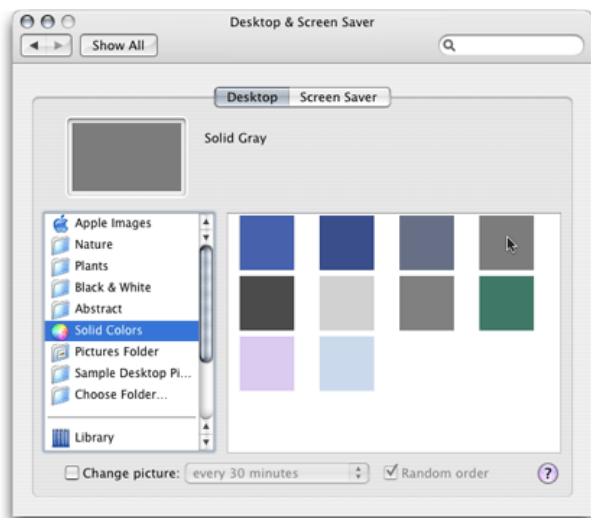 Desktop & Screen Saver
Show All
Desktop Screen Saver
Solid Gray
Apple Images
Nature
Plants
Black & White
Abstract
Solid Colors
Pictures Folder
Sample Desktop Pi...
Choose Folder...
Library
Change picture: every 30 minutes Random order ?